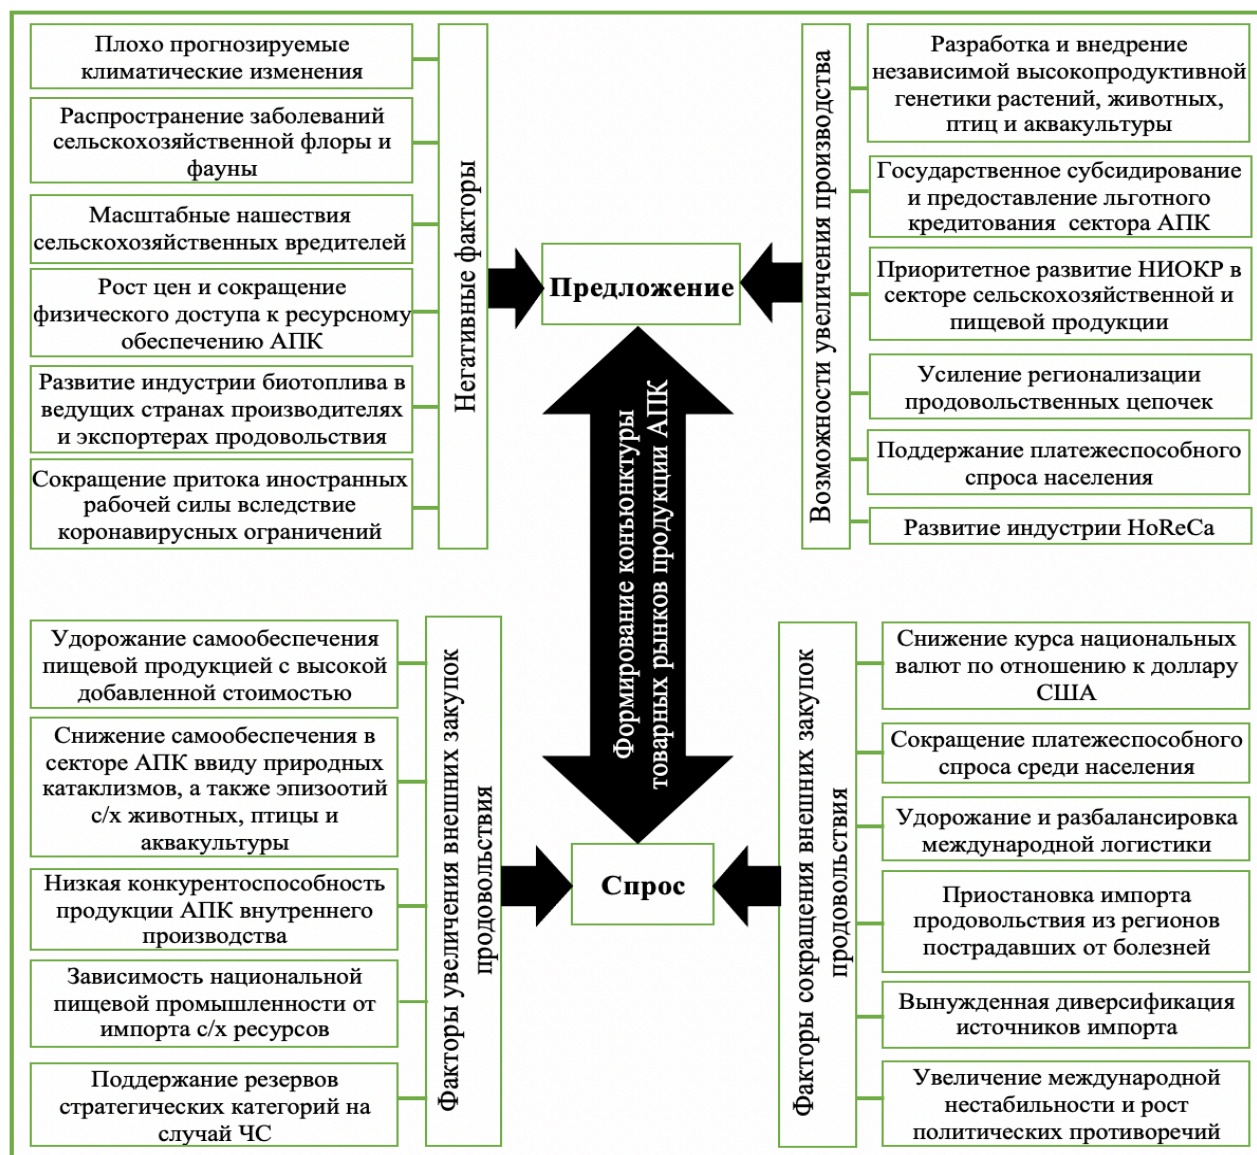 Плохо прогнозируемые
климатические изменения
Распространение заболеваний
сельскохозяйственной флоры и
фауны
Масштабные нашествия
сельскохозяйственных вредителей
Рост цен и сокращение
физического доступа к ресурсному
обеспечению АПК
Развитие индустрии биотоплива в
ведущих странах производителях
и экспортерах продовольствия
Сокращение притока иностранных
рабочей силы вследствие
коронавирусных ограничений
Негативные факторы
Предложение
Возможности увеличения производства
Разработка и внедрение
независимой высокопродуктивной
генетики растений, животных,
птиц и аквакультуры
Государственное субсидирование
и предоставление льготного
кредитования сектора АПК
Приоритетное развитие НИОКР в
секторе сельскохозяйственной и
пищевой продукции
Усиление регионализации
продовольственных цепочек
Поддержание платежеспособного
спроса населения
Развитие индустрии HoReCa
Формирование конъюнктуры
товарных рынков продукции АПК
Удорожание самообеспечения
пищевой продукцией с высокой
добавленной стоимостью
Снижение самообеспечения в
секторе АПК ввиду природных
катаклизмов, а также эпизоотий
с/х животных, птицы и
аквакультуры
Низкая конкурентоспособность
продукции АПК внутреннего
производства
Зависимость национальной
пищевой промышленности от
импорта с/х ресурсов
Поддержание резервов
стратегических категорий на
случай ЧС
Факторы увеличения внешних закупок
продовольствия
Спрос
Факторы сокращения внешних закупок
продовольствия
Снижение курса национальных
валют по отношению к доллару
США
Сокращение платежеспособного
спроса среди населения
Удорожание и разбалансировка
международной логистики
Приостановка импорта
продовольствия из регионов
пострадавших от болезней
Вынужденная диверсификация
источников импорта
Увеличение международной
нестабильности и рост
политических противоречий